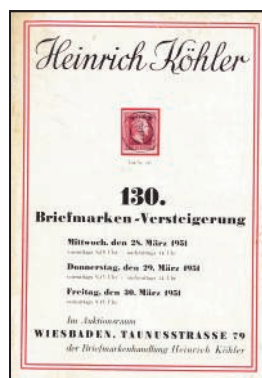 Heinrich Köhler
130.
Briefmarken-Versteigerung
Mittwoch, den 28. März 1951
Donnerstag, den 29. März 1951
Freitag, den 30. März 1951
Im Auktionsraum
WIESBADEN, TAUNUSSTRASSE 79
der Briefmarkenhandlung Heinrich Köhler